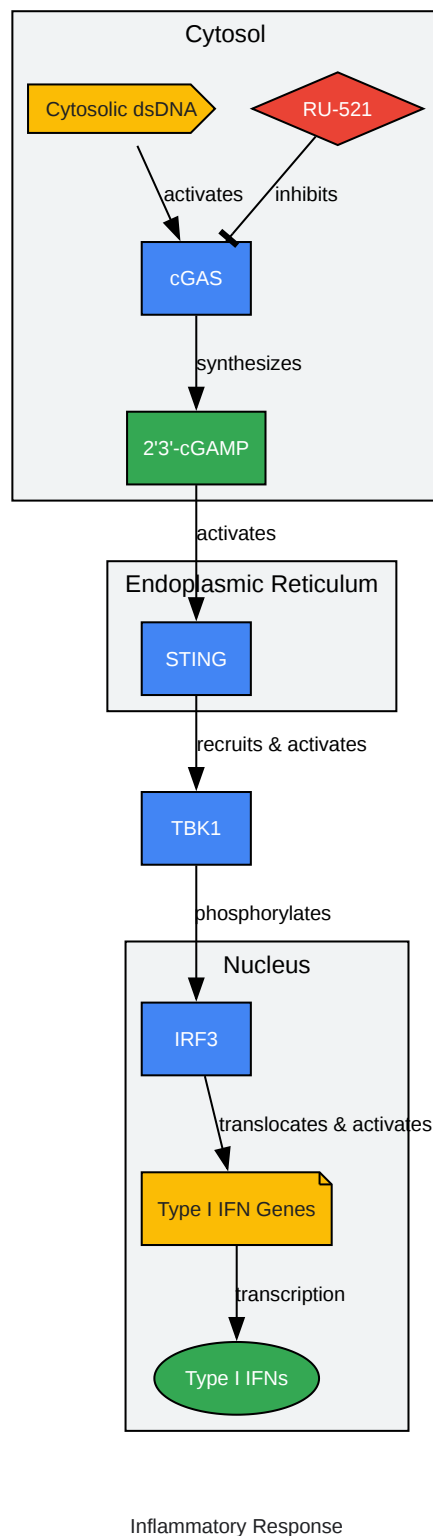 Cytosol
Cytosolic dsDNA
RU-521
activates
inhibits
cGAS
synthesizes
2'3'-cGAMP
activates
Endoplasmic Reticulum
STING
recruits & activates
TBK1
phosphorylates
Nucleus
IRF3
translocates & activates
Type I IFN Genes
transcription
Type I IFNs
Inflammatory Response